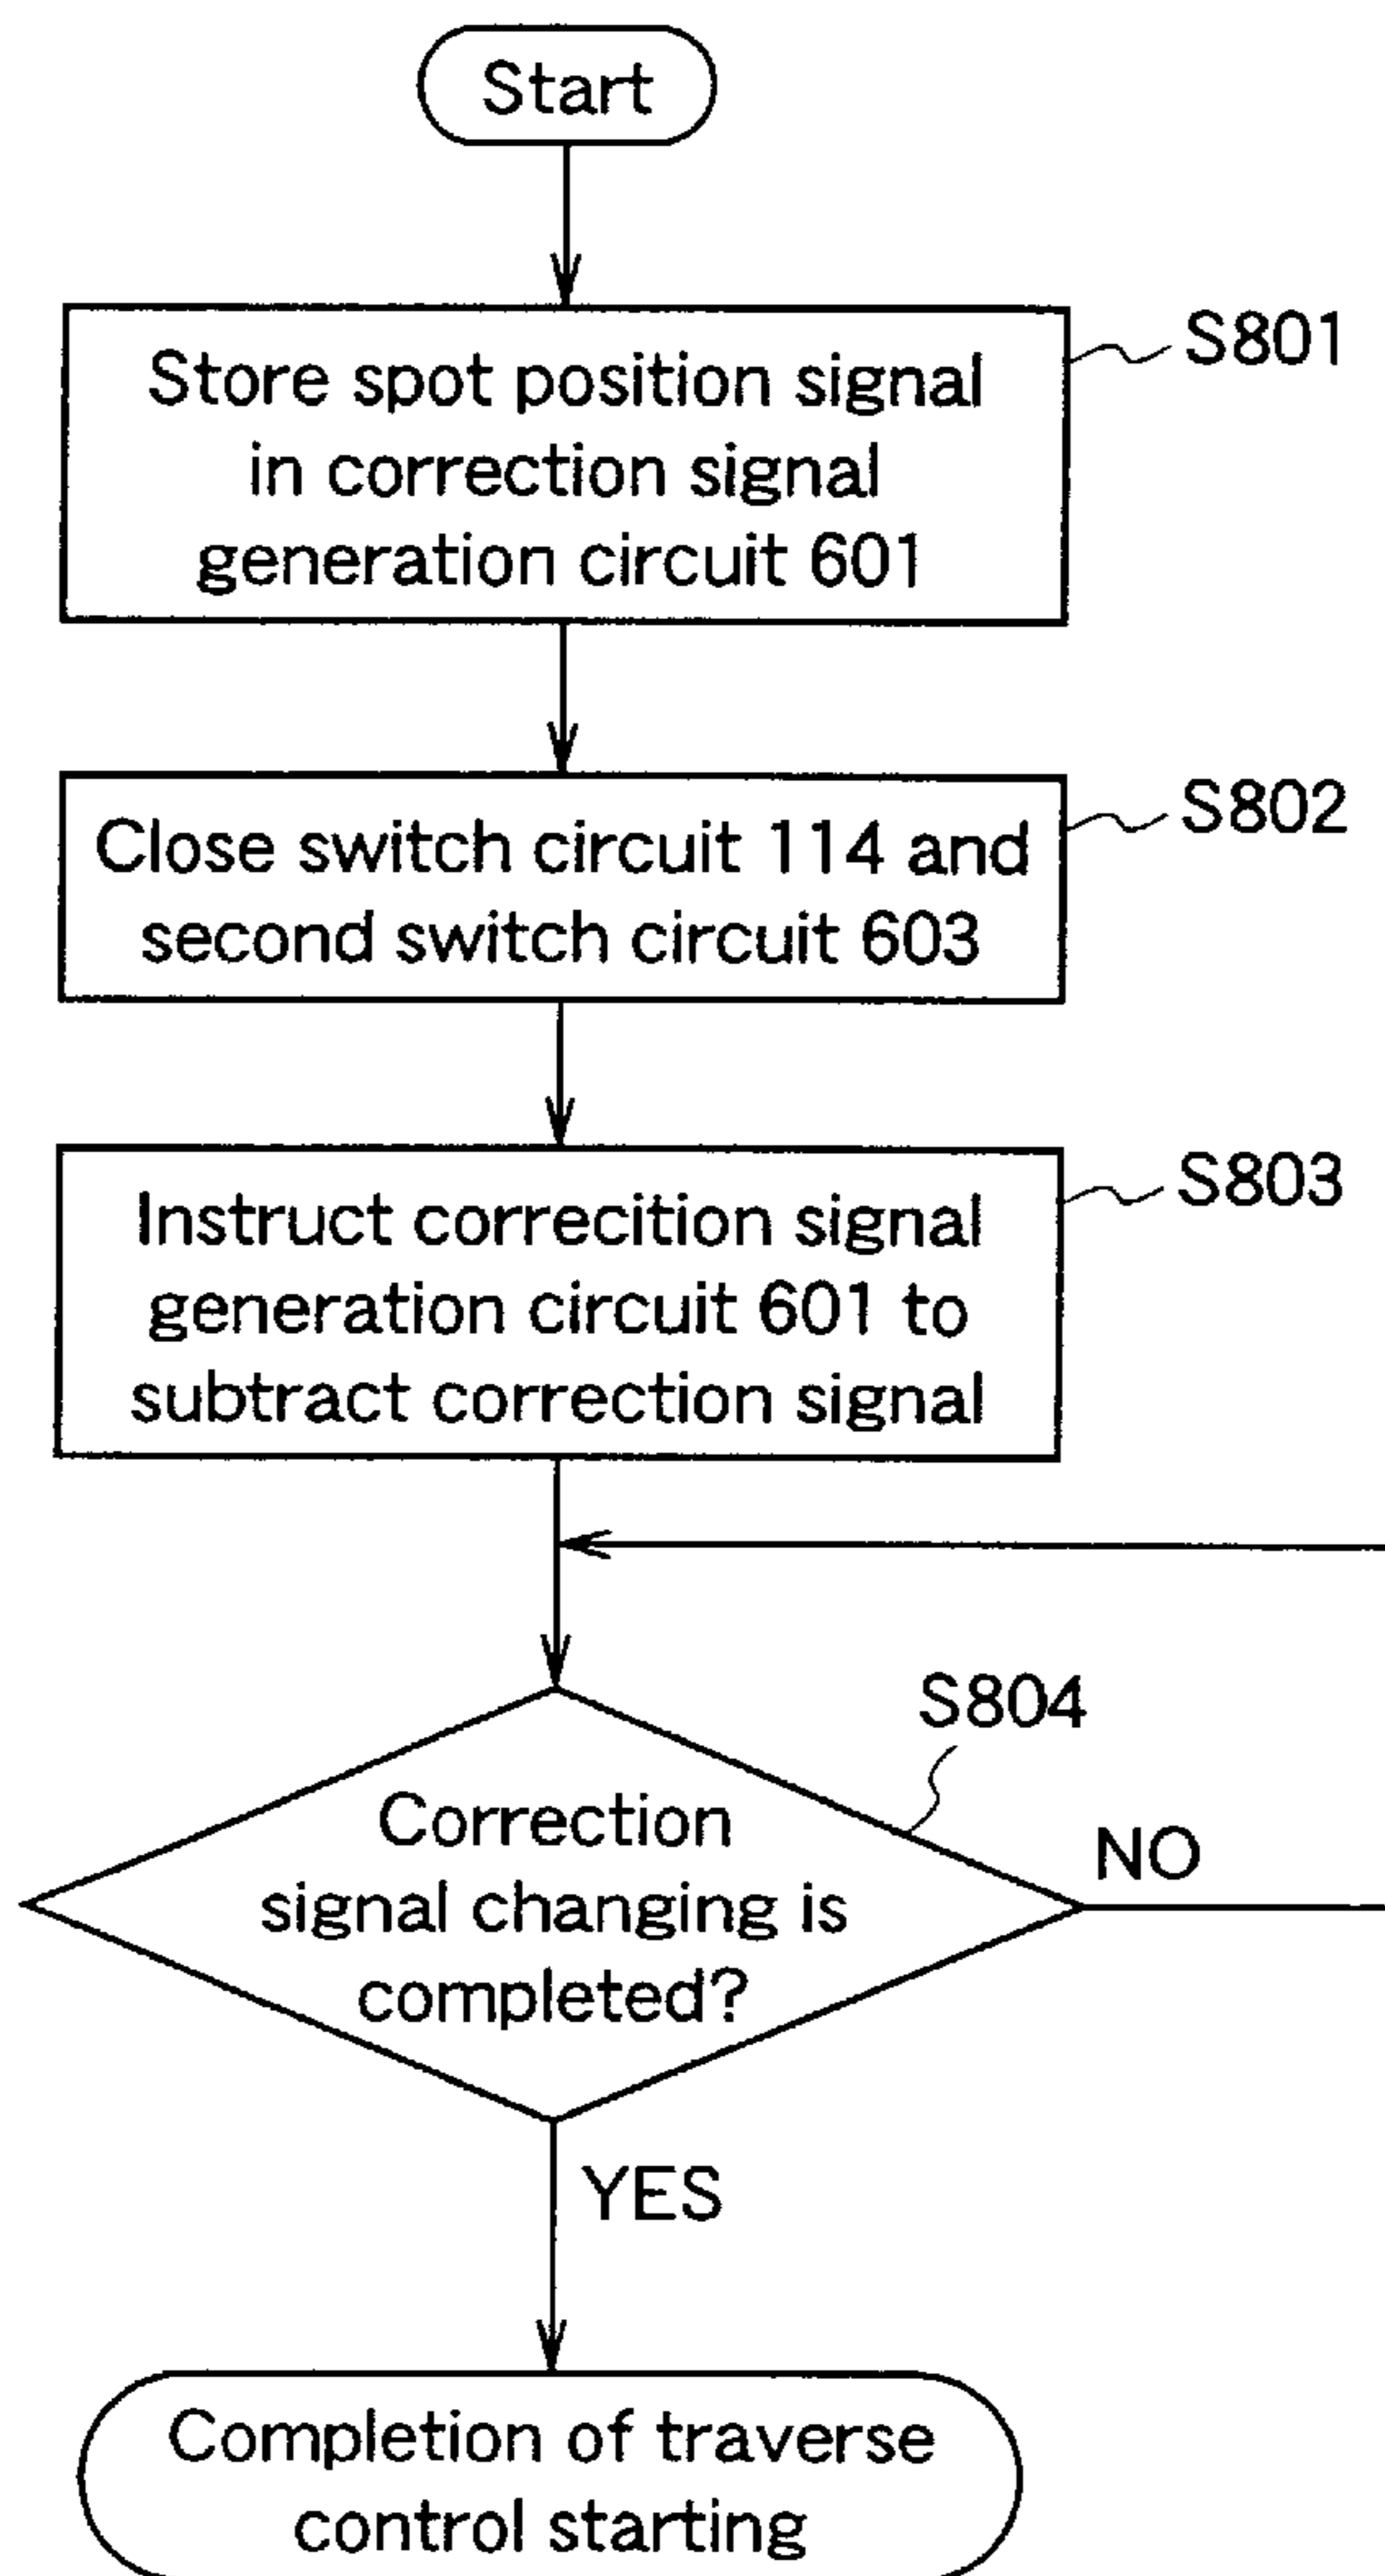 Start
Store spot position signal
in correction signal
generation circuit 601
S801
Close switch circuit 114 and
second switch circuit 603
S802
Instruct correcition signal
generation circuit 601 to
subtract correction signal
S803
S804
Correction
signal changing is
completed?
NO
YES
Completion of traverse
control starting